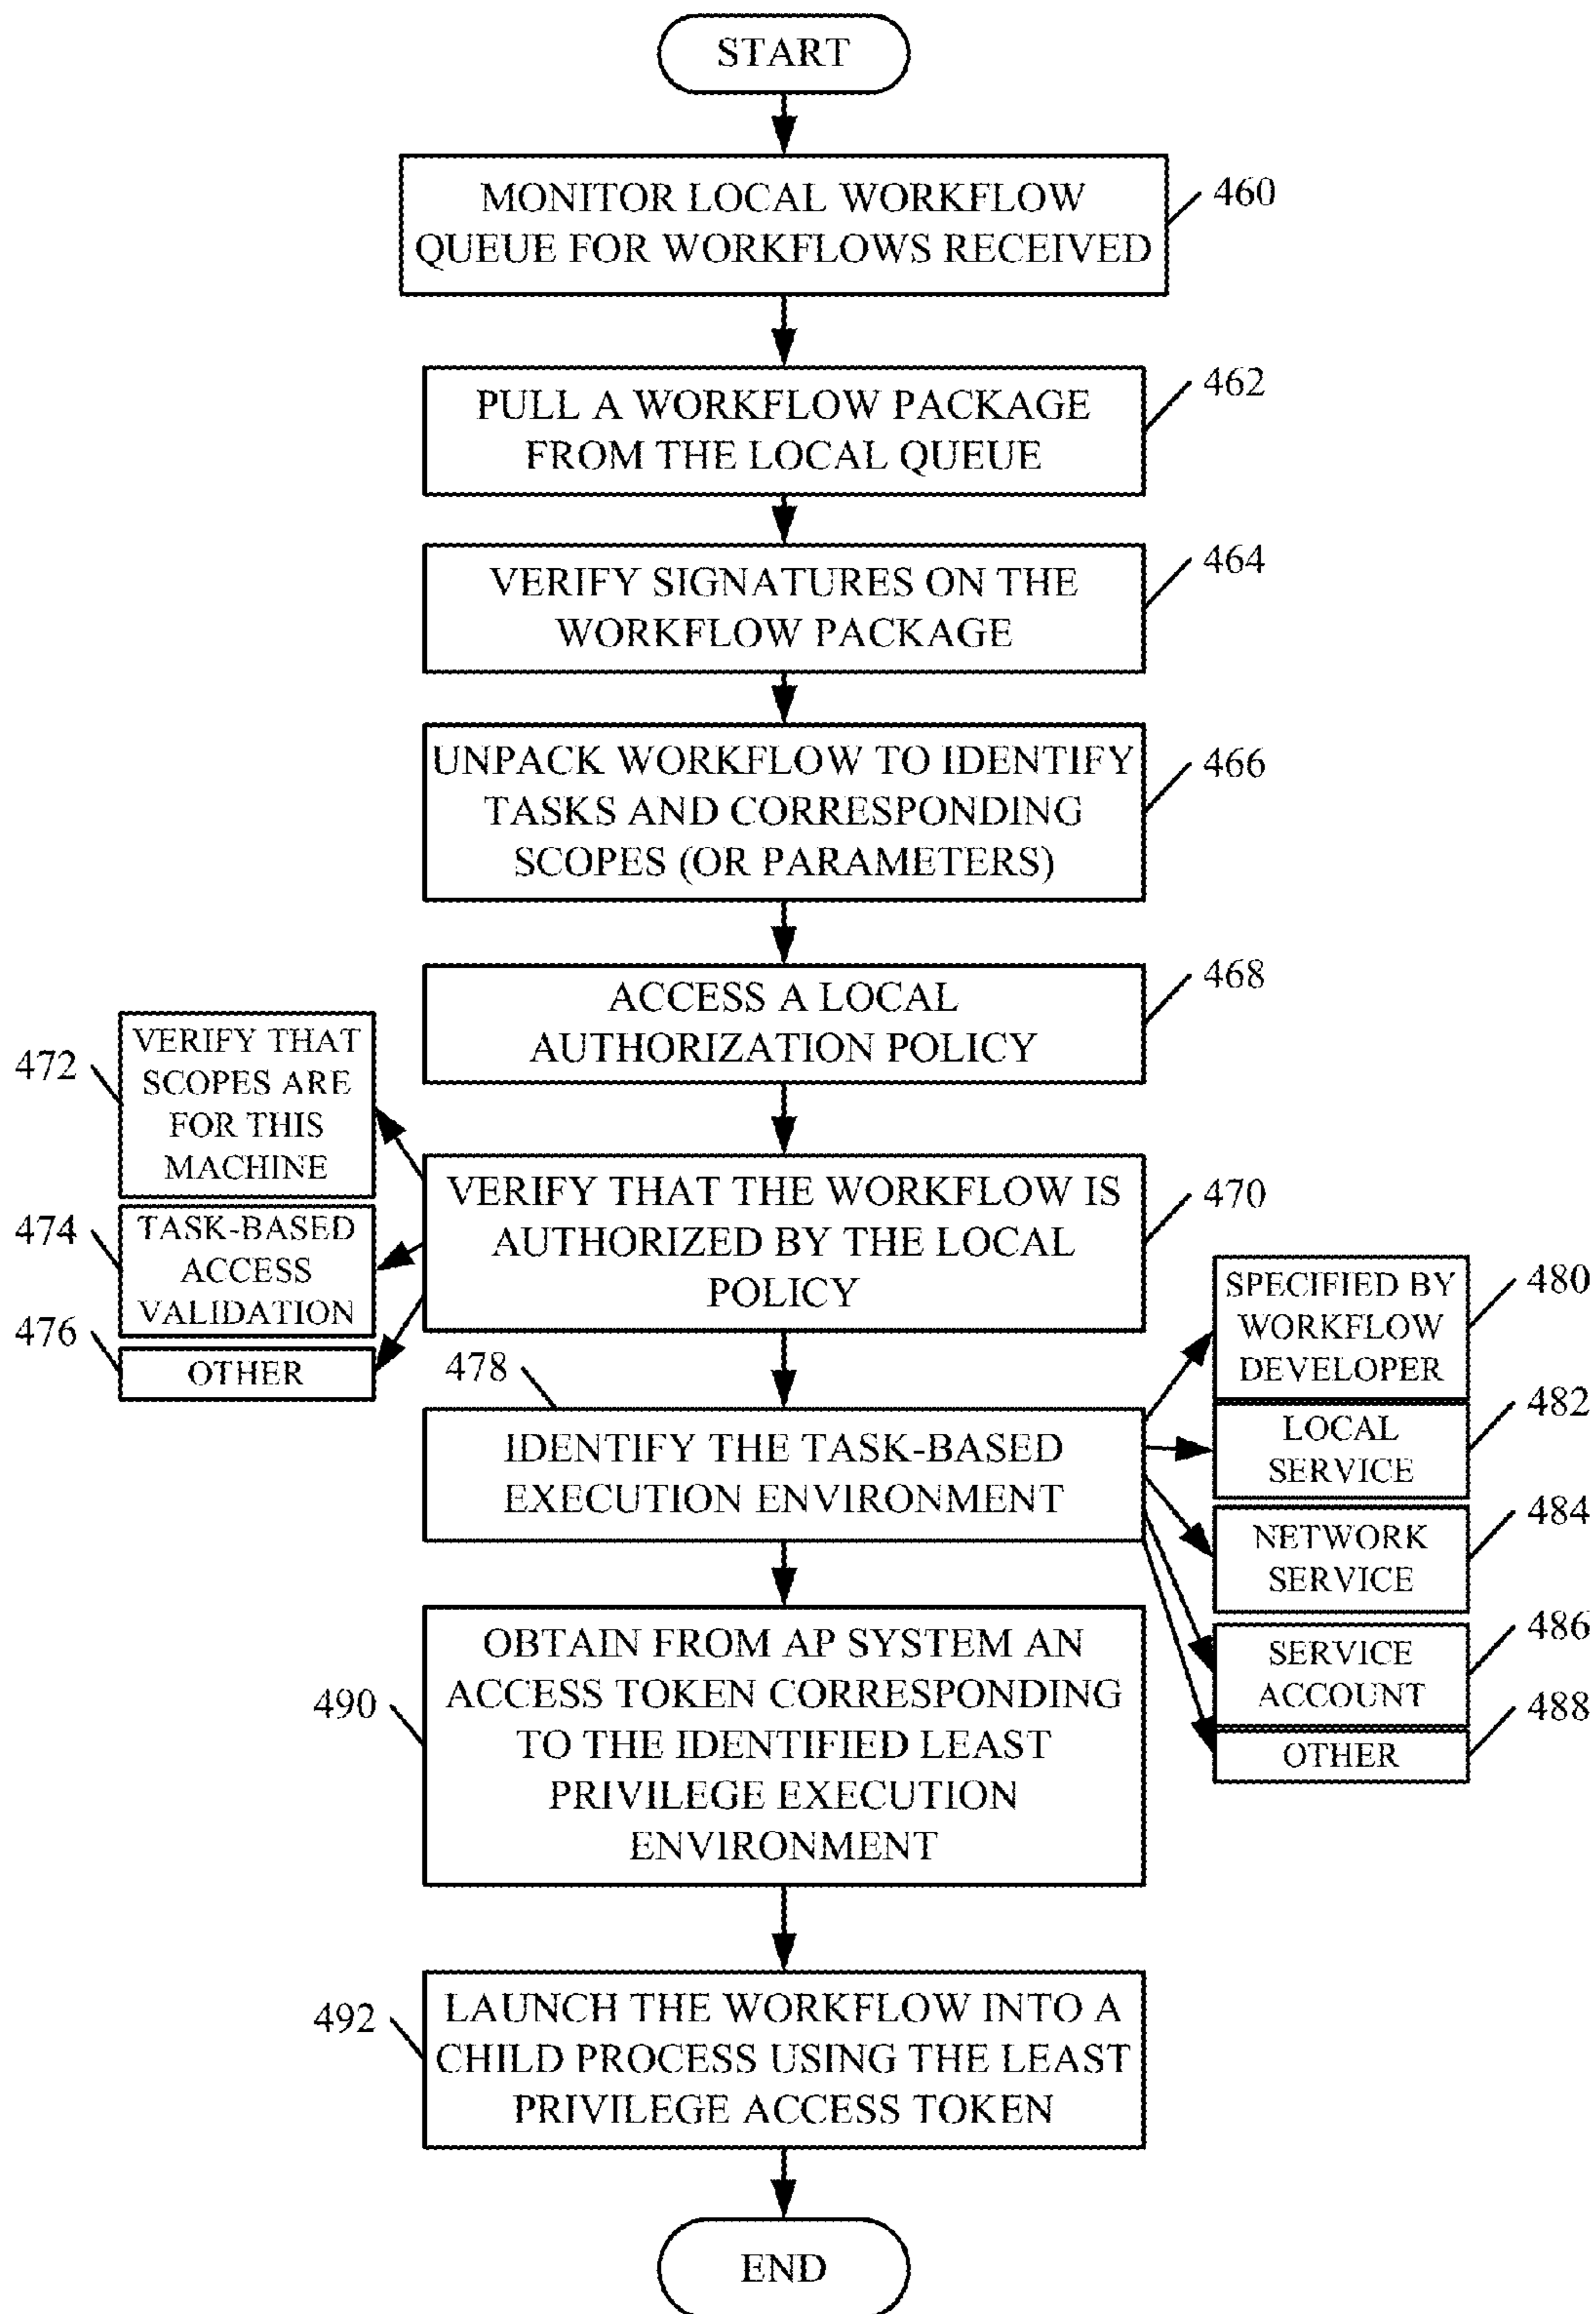 START
MONITOR LOCAL WORKFLOW
QUEUE FOR WORKFLOWS RECEIVED
460
PULL A WORKFLOW PACKAGE
FROM THE LOCAL QUEUE
462
VERIFY SIGNATURES ON THE
WORKFLOW PACKAGE
464
UNPACK WORKFLOW TO IDENTIFY
TASKS AND CORRESPONDING
SCOPES (OR PARAMETERS)
466
ACCESS A LOCAL
AUTHORIZATION POLICY
468
VERIFY THAT THE WORKFLOW IS
AUTHORIZED BY THE LOCAL
POLICY
470
472
VERIFY THAT
SCOPES ARE
FOR THIS
MACHINE
474
TASK-BASED
ACCESS
VALIDATION
476
OTHER
478
IDENTIFY THE TASK-BASED
EXECUTION ENVIRONMENT
SPECIFIED BY
WORKFLOW
DEVELOPER
480
LOCAL
SERVICE
482
NETWORK
SERVICE
484
SERVICE
ACCOUNT
486
OTHER
488
490
OBTAIN FROM AP SYSTEM AN
ACCESS TOKEN CORRESPONDING
TO THE IDENTIFIED LEAST
PRIVILEGE EXECUTION
ENVIRONMENT
492
LAUNCH THE WORKFLOW INTO A
CHILD PROCESS USING THE LEAST
PRIVILEGE ACCESS TOKEN
END